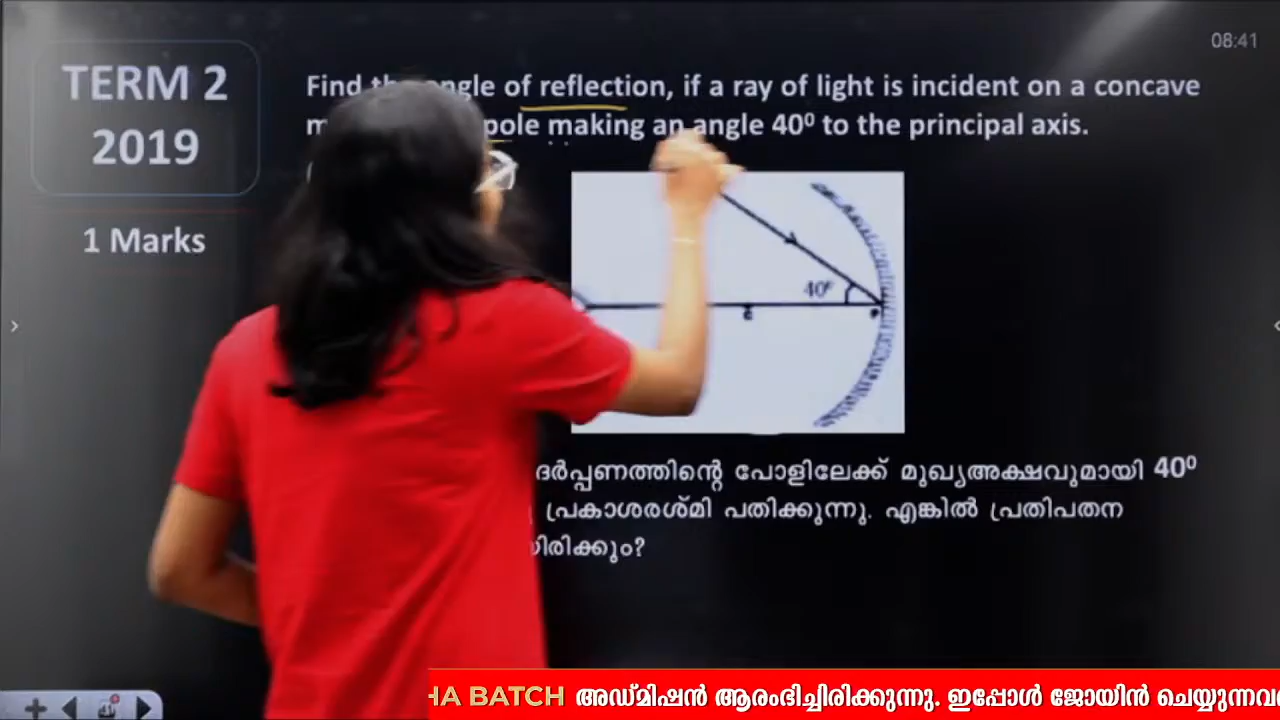 08:41
TERM 2
2019
1 Marks
Find angle of reflection, if a ray of light is incident on a concave
pole making an angle 40⁰ to the principal axis.
40⁰
ദർപ്പണത്തിന്റെ പോളിലേക്ക് മുഖ്യഅക്ഷവുമായി 40⁰
പ്രകാശരശ്മി പതിക്കുന്നു. എങ്കിൽ പ്രതിപതന
യിരിക്കും?
HA BATCH അഡ്മിഷൻ ആരംഭിച്ചിരിക്കുന്നു. ഇപ്പോൾ ജോയിൻ ചെയ്യുന്നവ